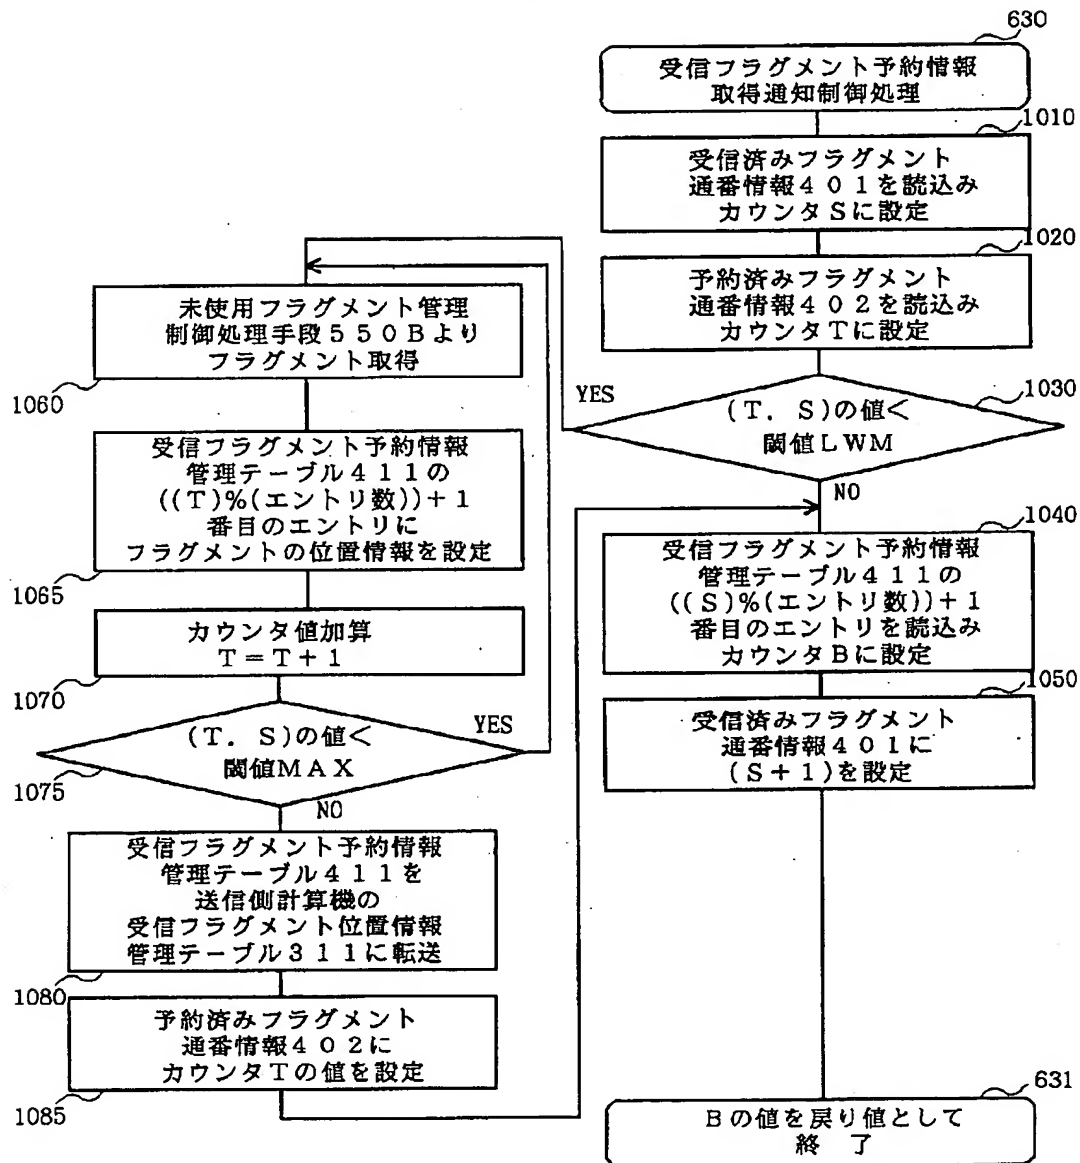 630
受信フラグメント予約情報
取得通知制御処理
1010
受信済みフラグメント
通番情報401を読込み
カウンタSに設定
1020
予約済みフラグメント
通番情報402を読込み
カウンタTに設定
1030
YES
(T. S)の値<
閾値LWM
NO
1040
受信フラグメント予約情報
管理テーブル411の
((S)%(エントリ数))+1
番目のエントリを読込み
カウンタBに設定
1050
受信済みフラグメント
通番情報401に
(S+1)を設定
631
Bの値を戻り値として
終 了
未使用フラグメント管理
制御処理手段550Bより
フラグメント取得
1060
受信フラグメント予約情報
管理テーブル411の
((T)%(エントリ数))+1
番目のエントリに
フラグメントの位置情報を設定
1065
カウンタ値加算
T=T+1
1070
(T. S)の値<
閾値MAX
YES
1075
NO
受信フラグメント予約情報
管理テーブル411を
送信側計算機の
受信フラグメント位置情報
管理テーブル311に転送
1080
予約済みフラグメント
通番情報402に
カウンタTの値を設定
1085